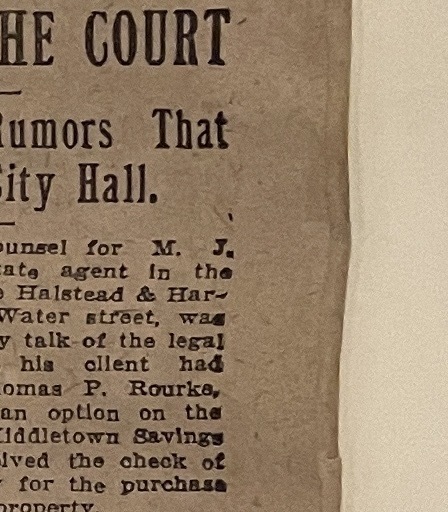 HE COURT
Rumors That
City Hall.
ounsel for M. J.
tate agent in the
e Halstead & Har-
Water street, was
y talk of the legal
his client had
omas P. Rourke,
an option on the
Middletown Savings
ived the check of
for the purchase
property.